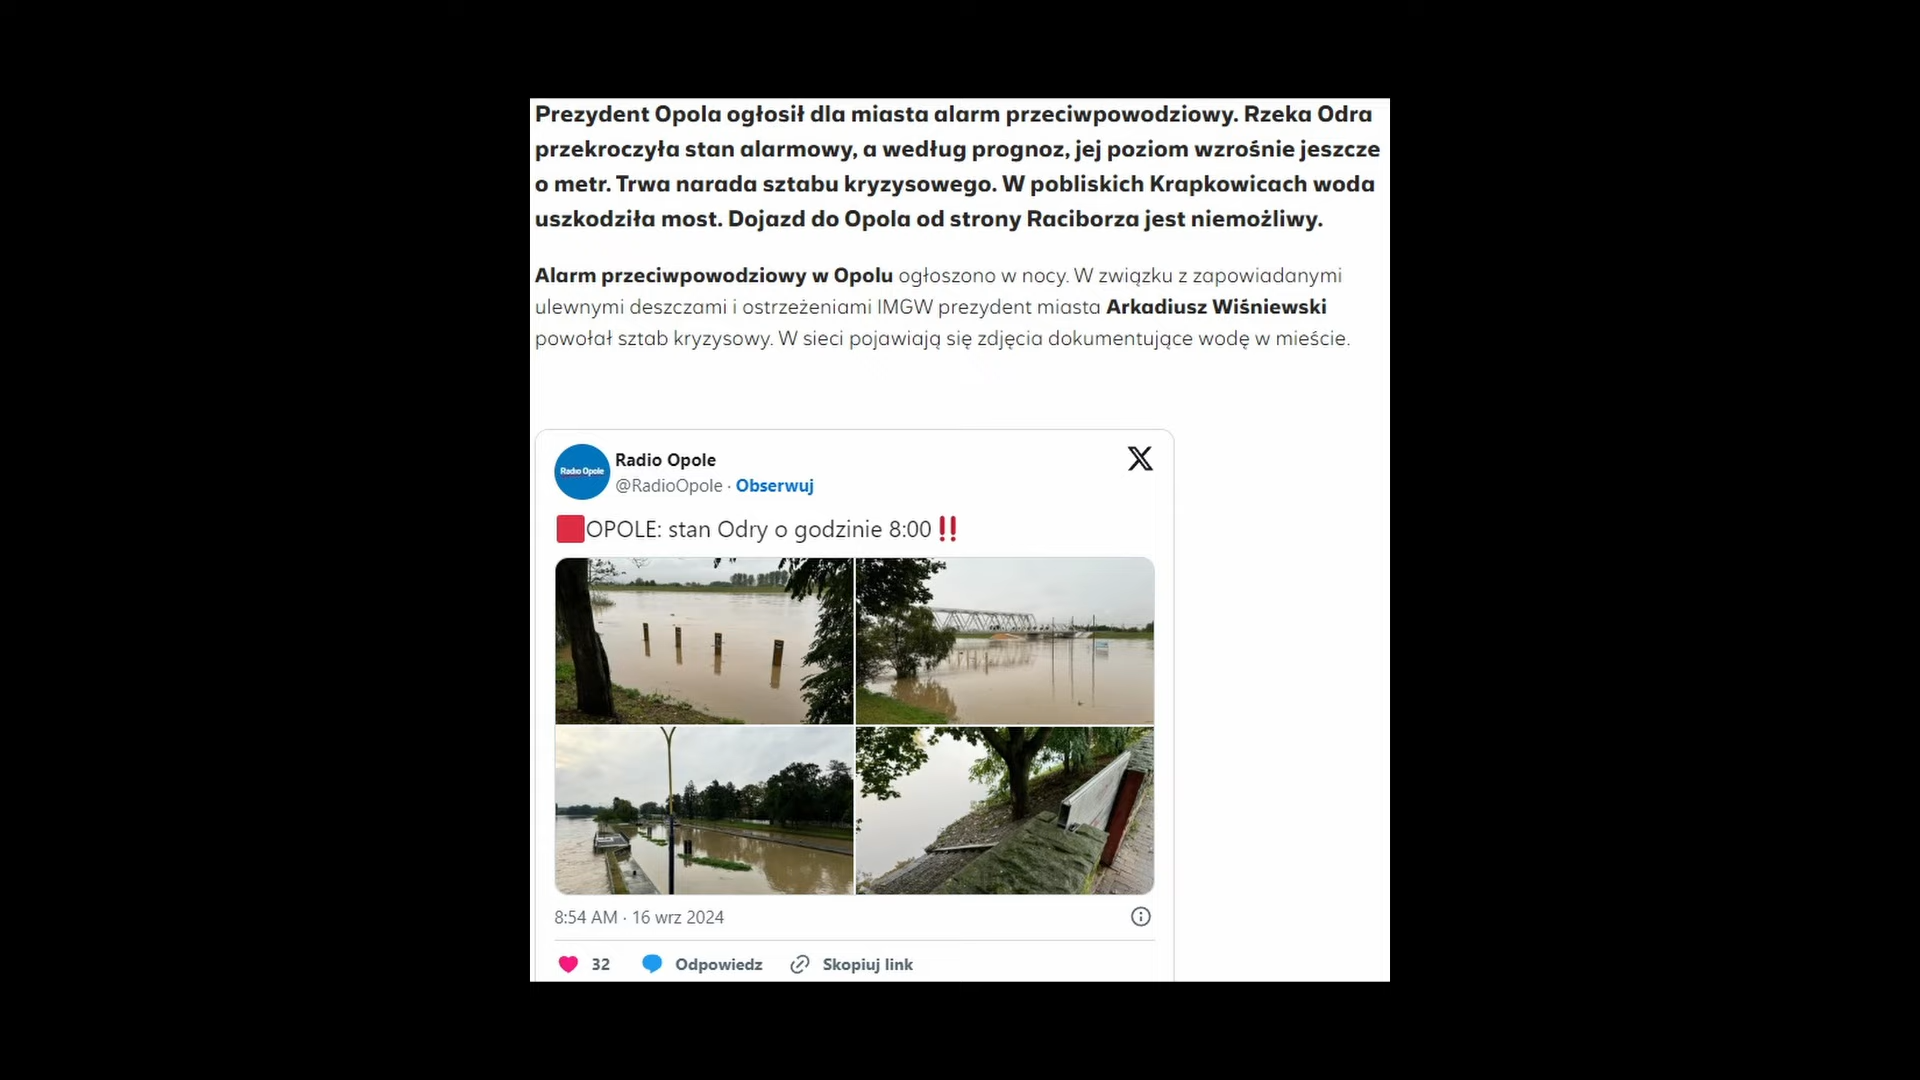 Prezydent Opola ogłosił dla miasta alarm przeciwpowodziowy. Rzeka Odra
przekroczyła stan alarmowy, a według prognoz, jej poziom wzrośnie jeszcze
o metr. Trwa narada sztabu kryzysowego. W pobliskich Krapkowicach woda
uszkodziła most. Dojazd do Opola od strony Raciborza jest niemożliwy.
Alarm przeciwpowodziowy w Opolu ogłoszono w nocy. W związku z zapowiadanymi
ulewnymi deszczami i ostrzeżeniami IMGW prezydent miasta Arkadiusz Wiśniewski
powołał sztab kryzysowy. W sieci pojawiają się zdjęcia dokumentujące wodę w mieście.
Radio Opole
Radio Opole
@RadioOpole · Obserwuj
🟥OPOLE: stan Odry o godzinie 8:00‼️
8:54 AM · 16 wrz 2024
32 Odpowiedz Skopiuj link